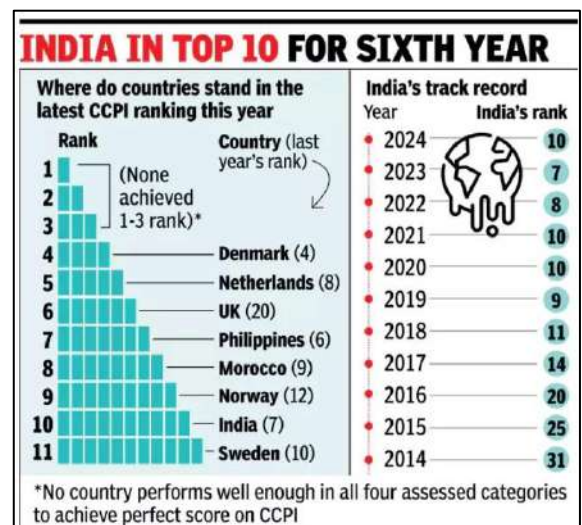 INDIA IN TOP 10 FOR SIXTH YEAR
Where do countries stand in the
latest CCPI ranking this year
Rank
Country (last
year's rank)
1
2
3
(None
achieved
1-3 rank)*
4 Denmark (4)
5 Netherlands (8)
6 UK (20)
7 Philippines (6)
8 Morocco (9)
9 Norway (12)
10 India (7)
11 Sweden (10)
India's track record
Year India's rank
2024 10
2023 7
2022 8
2021 10
2020 10
2019 9
2018 11
2017 14
2016 20
2015 25
2014 31
*No country performs well enough in all four assessed categories
to achieve perfect score on CCPI